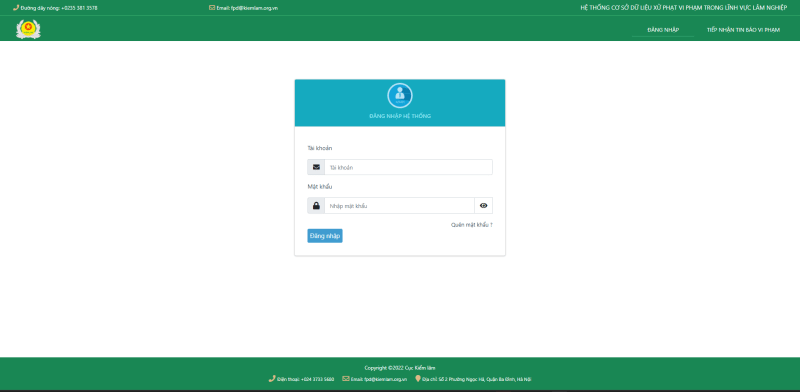 Đường dây nóng: +0235 381 3578
Email: fpd@kiemlam.org.vn
HỆ THỐNG CƠ SỞ DỮ LIỆU XỬ PHẠT VI PHẠM TRONG LĨNH VỰC LÂM NGHIỆP
ĐĂNG NHẬP
TIẾP NHẬN TIN BÁO VI PHẠM
ĐĂNG NHẬP HỆ THỐNG
Tài khoản
Tài khoản
Mật khẩu
Nhập mật khẩu
Quên mật khẩu ?
Đăng nhập
Copyright ©2022 Cục Kiểm lâm
Điện thoại: +024 3733 5680
Email: fpd@kiemlam.org.vn
Địa chỉ: Số 2 Phường Ngọc Hà, Quận Ba Đình, Hà Nội